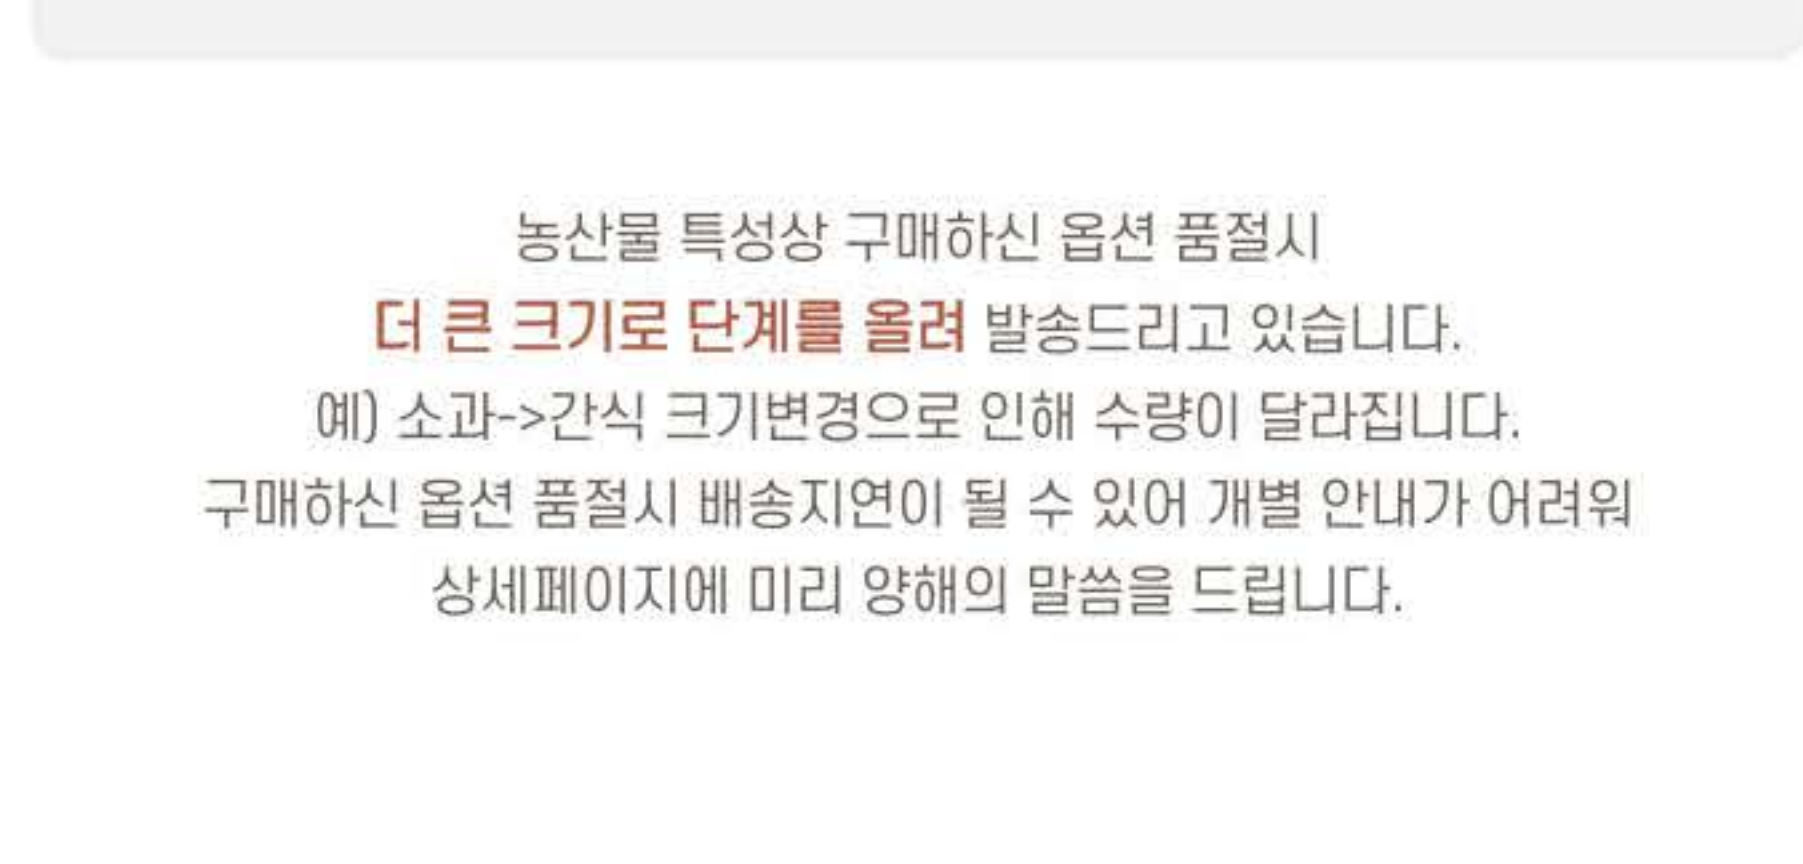 농산물 특성상 구매하신 옵션 품절시
더 큰 크기로 단계를 올려 발송드리고 있습니다.
예) 소과->간식 크기변경으로 인해 수량이 달라집니다.
구매하신 옵션 품절시 배송지연이 될 수 있어 개별 안내가 어려워
상세페이지에 미리 양해의 말씀을 드립니다.